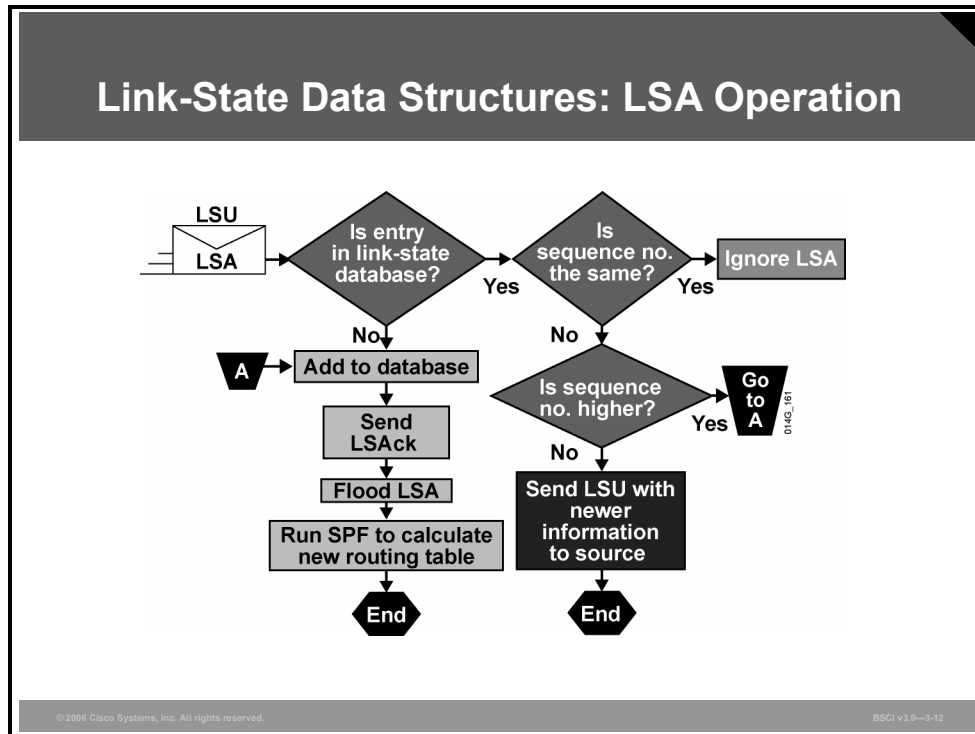 Link-State Data Structures: LSA Operation
LSU
LSA
Is entry
in link-state
database?
Yes
Is
sequence no.
the same?
Yes
Ignore LSA
No
No
A
Add to database
Is sequence
no. higher?
Yes
Go
to
A
014G_161
Send
LSAck
No
Flood LSA
Send LSU with
newer
information
to source
Run SPF to calculate
new routing table
End
End
© 2006 Cisco Systems, Inc. All rights reserved.
BSCI v3.0—3-12